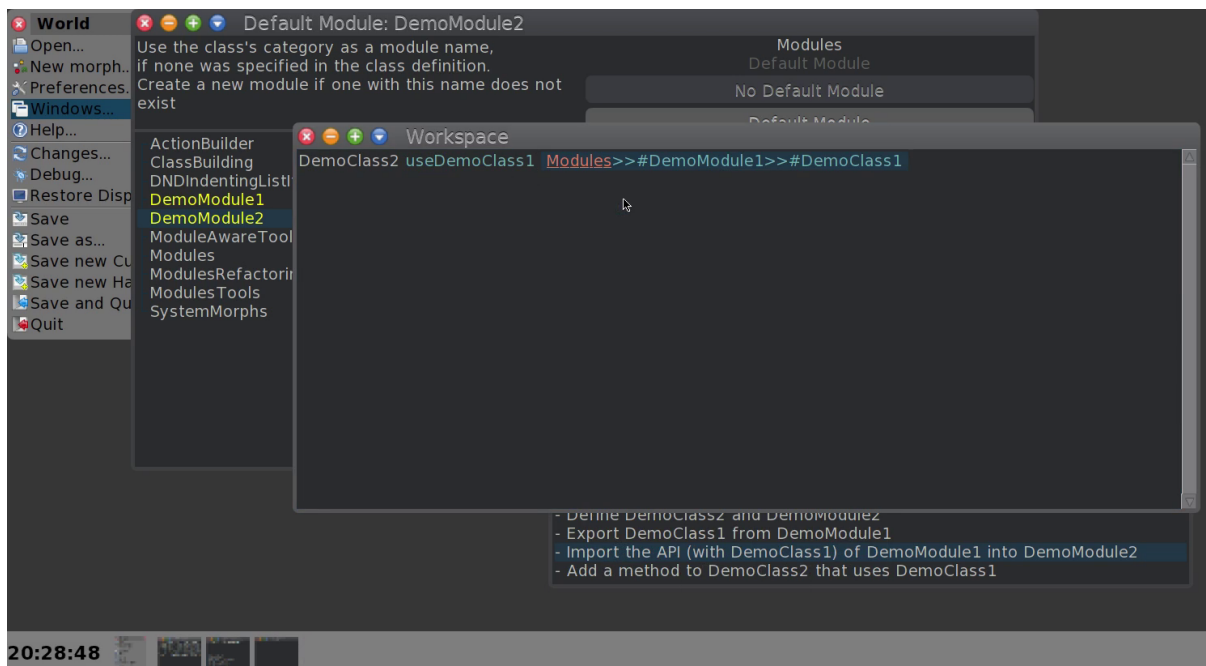 World
Open...
New morph..
Preferences.
Windows...
Help...
Changes...
Debug...
Restore Disp
Save
Save as...
Save new Cu
Save new Ha
Save and Qu
Quit
Default Module: DemoModule2
Use the class's category as a module name,
if none was specified in the class definition.
Create a new module if one with this name does not
exist
Modules
Default Module
No Default Module
Default Module
ActionBuilder
ClassBuilding
DNDIndentingListI
DemoModule1
DemoModule2
ModuleAwareTool
Modules
ModulesRefactorin
ModulesTools
SystemMorphs
Workspace
DemoClass2 useDemoClass1 Modules>>#DemoModule1>>#DemoClass1
- Define DemoClass2 and DemoModule2
- Export DemoClass1 from DemoModule1
- Import the API (with DemoClass1) of DemoModule1 into DemoModule2
- Add a method to DemoClass2 that uses DemoClass1
20:28:48